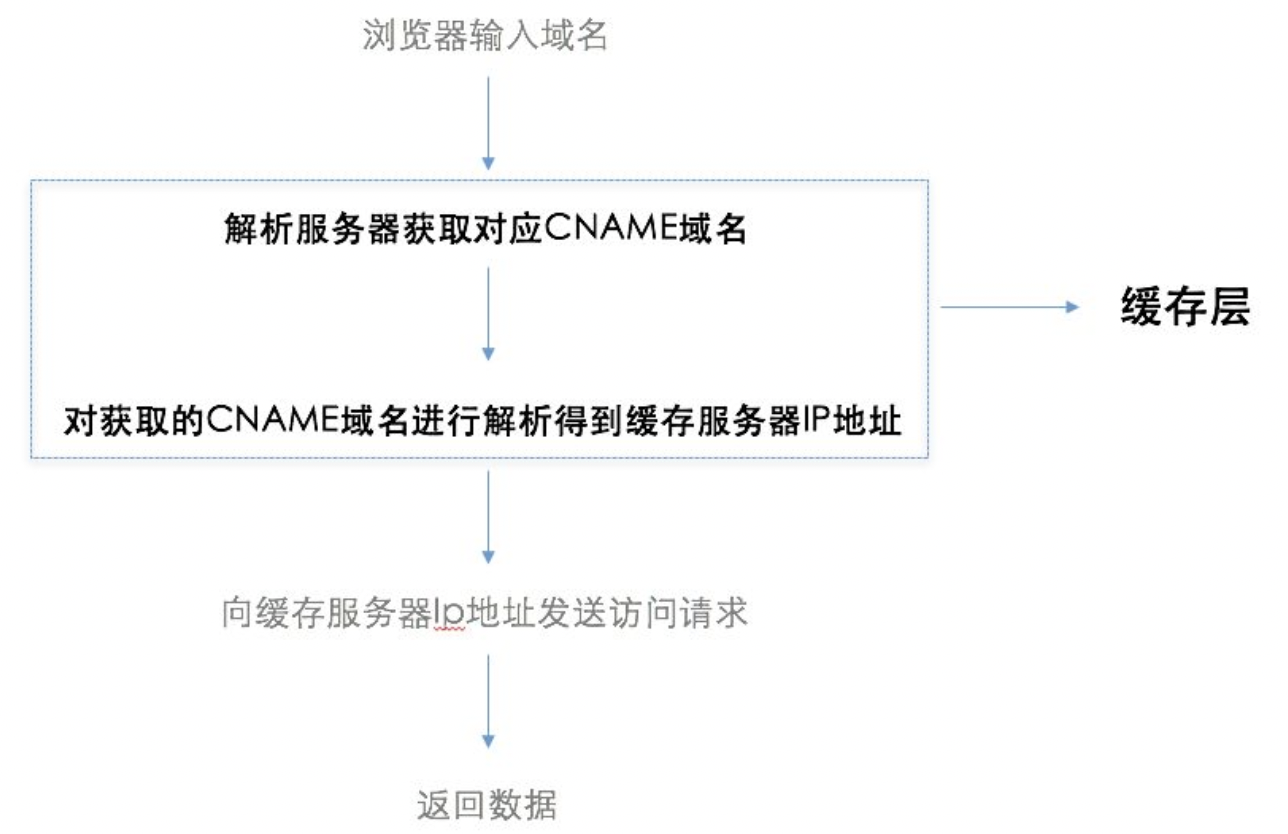 浏览器输入域名
解析服务器获取对应CNAME域名
缓存层
对获取的CNAME域名进行解析得到缓存服务器IP地址
向缓存服务器Ip地址发送访问请求
返回数据